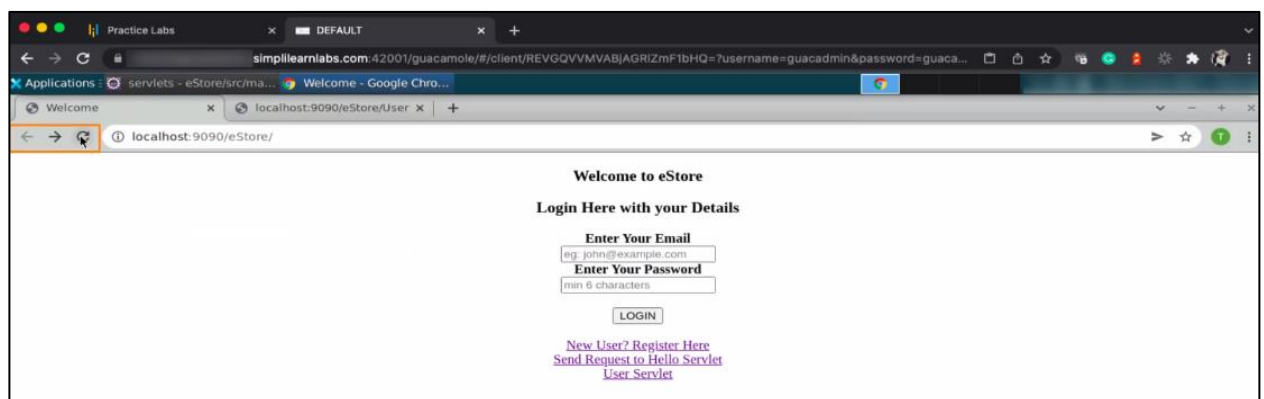 Practice Labs × DEFAULT × +
simplilearnlabs.com:42001/guacamole/#/client/REVGQVVMVABjAGRlZmF1bHQ=?username=guacadmin&password=guaca...
Applications servlets - eStore/src/ma... Welcome - Google Chro...
Welcome × localhost:9090/eStore/User × +
localhost:9090/eStore/ T
Welcome to eStore
Login Here with your Details
Enter Your Email
eg: john@example.com
Enter Your Password
min 6 characters
LOGIN
New User? Register Here
Send Request to Hello Servlet
User Servlet